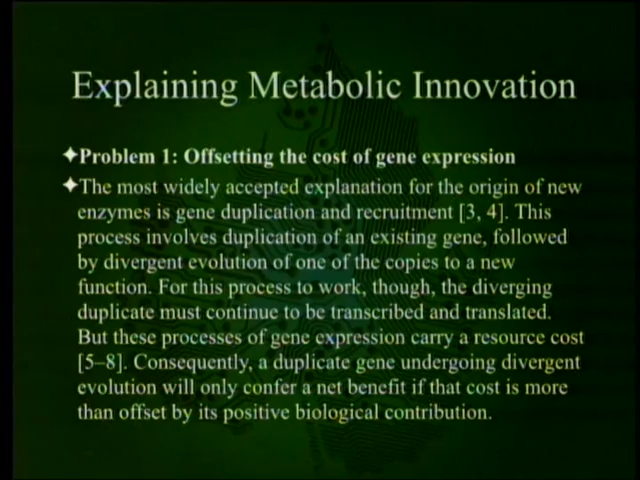 Explaining Metabolic Innovation
✦Problem 1: Offsetting the cost of gene expression
✦The most widely accepted explanation for the origin of new
enzymes is gene duplication and recruitment [3, 4]. This
process involves duplication of an existing gene, followed
by divergent evolution of one of the copies to a new
function. For this process to work, though, the diverging
duplicate must continue to be transcribed and translated.
But these processes of gene expression carry a resource cost
[5–8]. Consequently, a duplicate gene undergoing divergent
evolution will only confer a net benefit if that cost is more
than offset by its positive biological contribution.